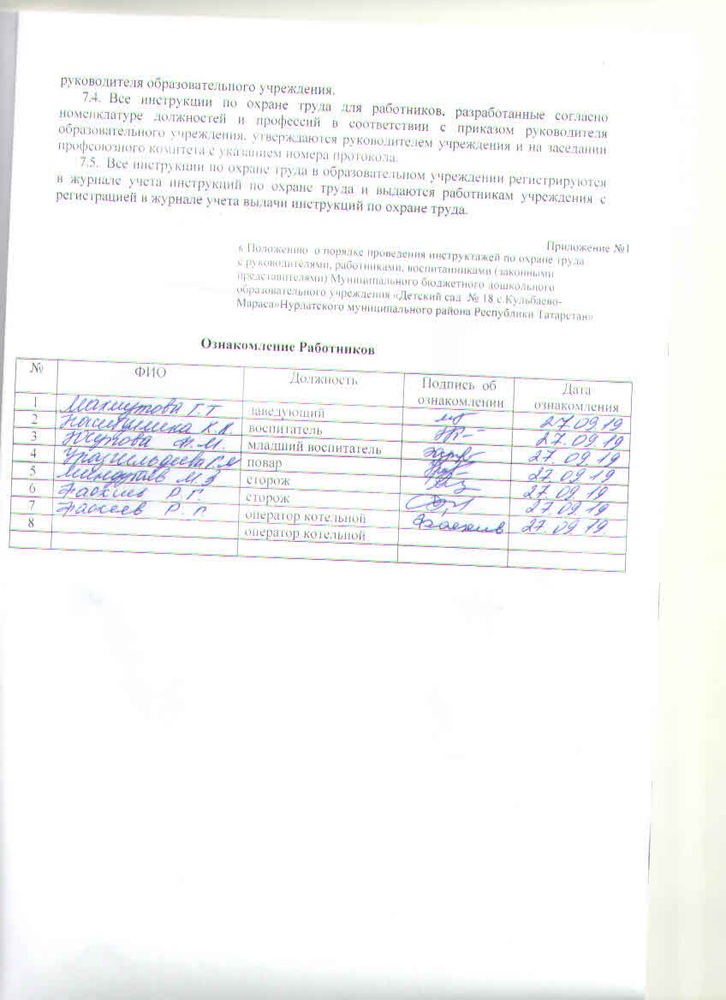 руководителя образовательного учреждения.
7.4. Все инструкции по охране труда для работников, разработанные согласно
номенклатуре должностей и профессий в соответствии с приказом руководителя
образовательного учреждения, утверждаются руководителем учреждения и на заседании
профсоюзного комитета с указанием номера протокола.
7.5. Все инструкции по охране труда в образовательном учреждении регистрируются
в журнале учета инструкций по охране труда и выдаются работникам учреждения с
регистрацией в журнале учета выдачи инструкций по охране труда.
Приложение №1
к Положению о порядке проведения инструктажей по охране труда
с руководителями, работниками, воспитанниками (законными
представителями) Муниципального бюджетного дошкольного
образовательного учреждения «Детский сад № 18 с.Кульбаево-
Мараса»Нурлатского муниципального района Республики Татарстан»
Ознакомление Работников
№ ФИО Должность Подпись об ознакомлении Дата ознакомления
1 Махмутова Г.Т заведующий 27.09.19
2 воспитатель 27.09.19
3 младший воспитатель 27.09.19
4 повар 27.09.19
5 М.З сторож 27.09.19
6 Р.Г. сторож 27.09.19
7 Р.Г оператор котельной 27.09.19
8 оператор котельной